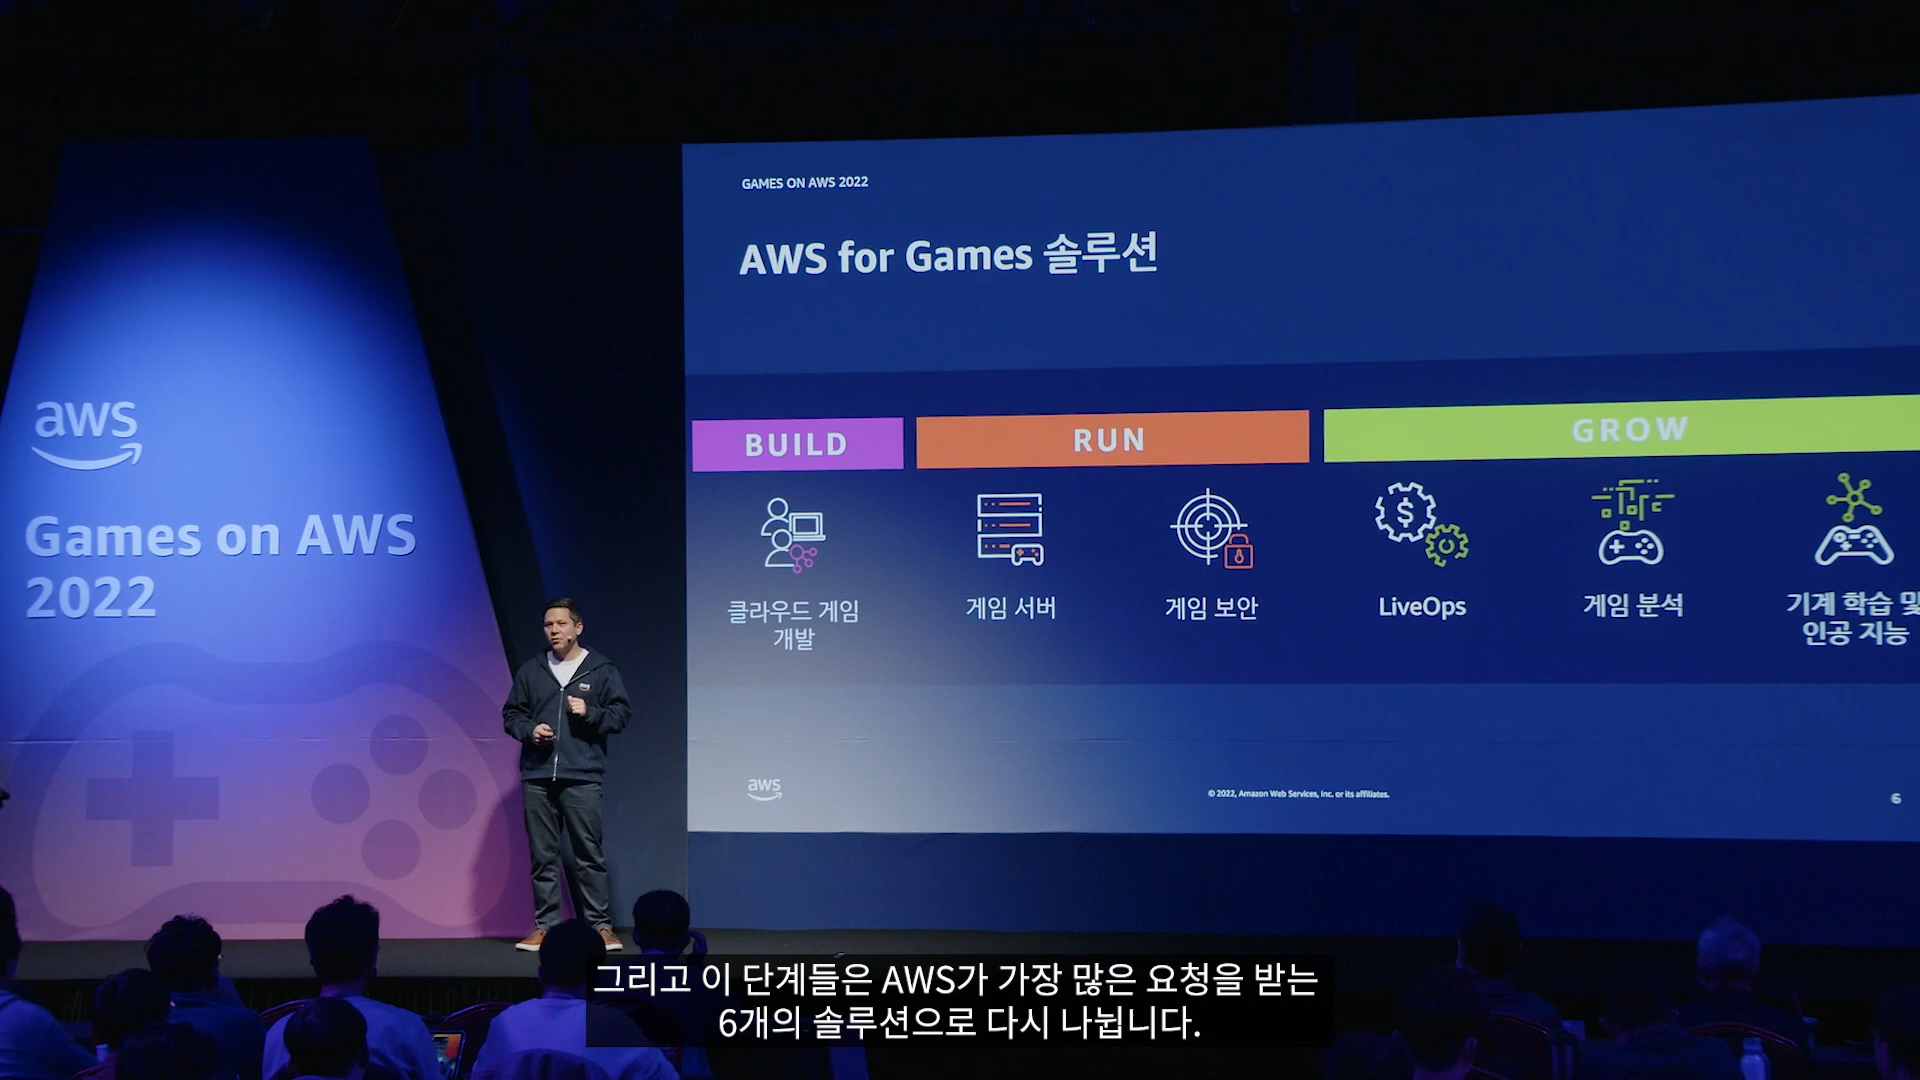 aws
Games on AWS
2022
GAMES ON AWS 2022
AWS for Games 솔루션
BUILD
RUN
GROW
클라우드 게임
개발
게임 서버
게임 보안
LiveOps
게임 분석
기계 학습 및
인공 지능
aws
© 2022, Amazon Web Services, Inc. or its affiliates.
6
aws
그리고 이 단계들은 AWS가 가장 많은 요청을 받는
6개의 솔루션으로 다시 나뉩니다.